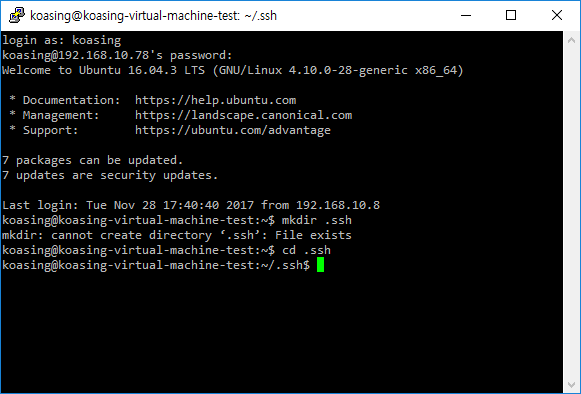 koasing@koasing-virtual-machine-test: ~/.ssh
login as: koasing
koasing@192.168.10.78's password:
Welcome to Ubuntu 16.04.3 LTS (GNU/Linux 4.10.0-28-generic x86_64)
* Documentation:  https://help.ubuntu.com
* Management:     https://landscape.canonical.com
* Support:        https://ubuntu.com/advantage
7 packages can be updated.
7 updates are security updates.
Last login: Tue Nov 28 17:40:40 2017 from 192.168.10.8
koasing@koasing-virtual-machine-test:~$ mkdir .ssh
mkdir: cannot create directory ‘.ssh’: File exists
koasing@koasing-virtual-machine-test:~$ cd .ssh
koasing@koasing-virtual-machine-test:~/.ssh$